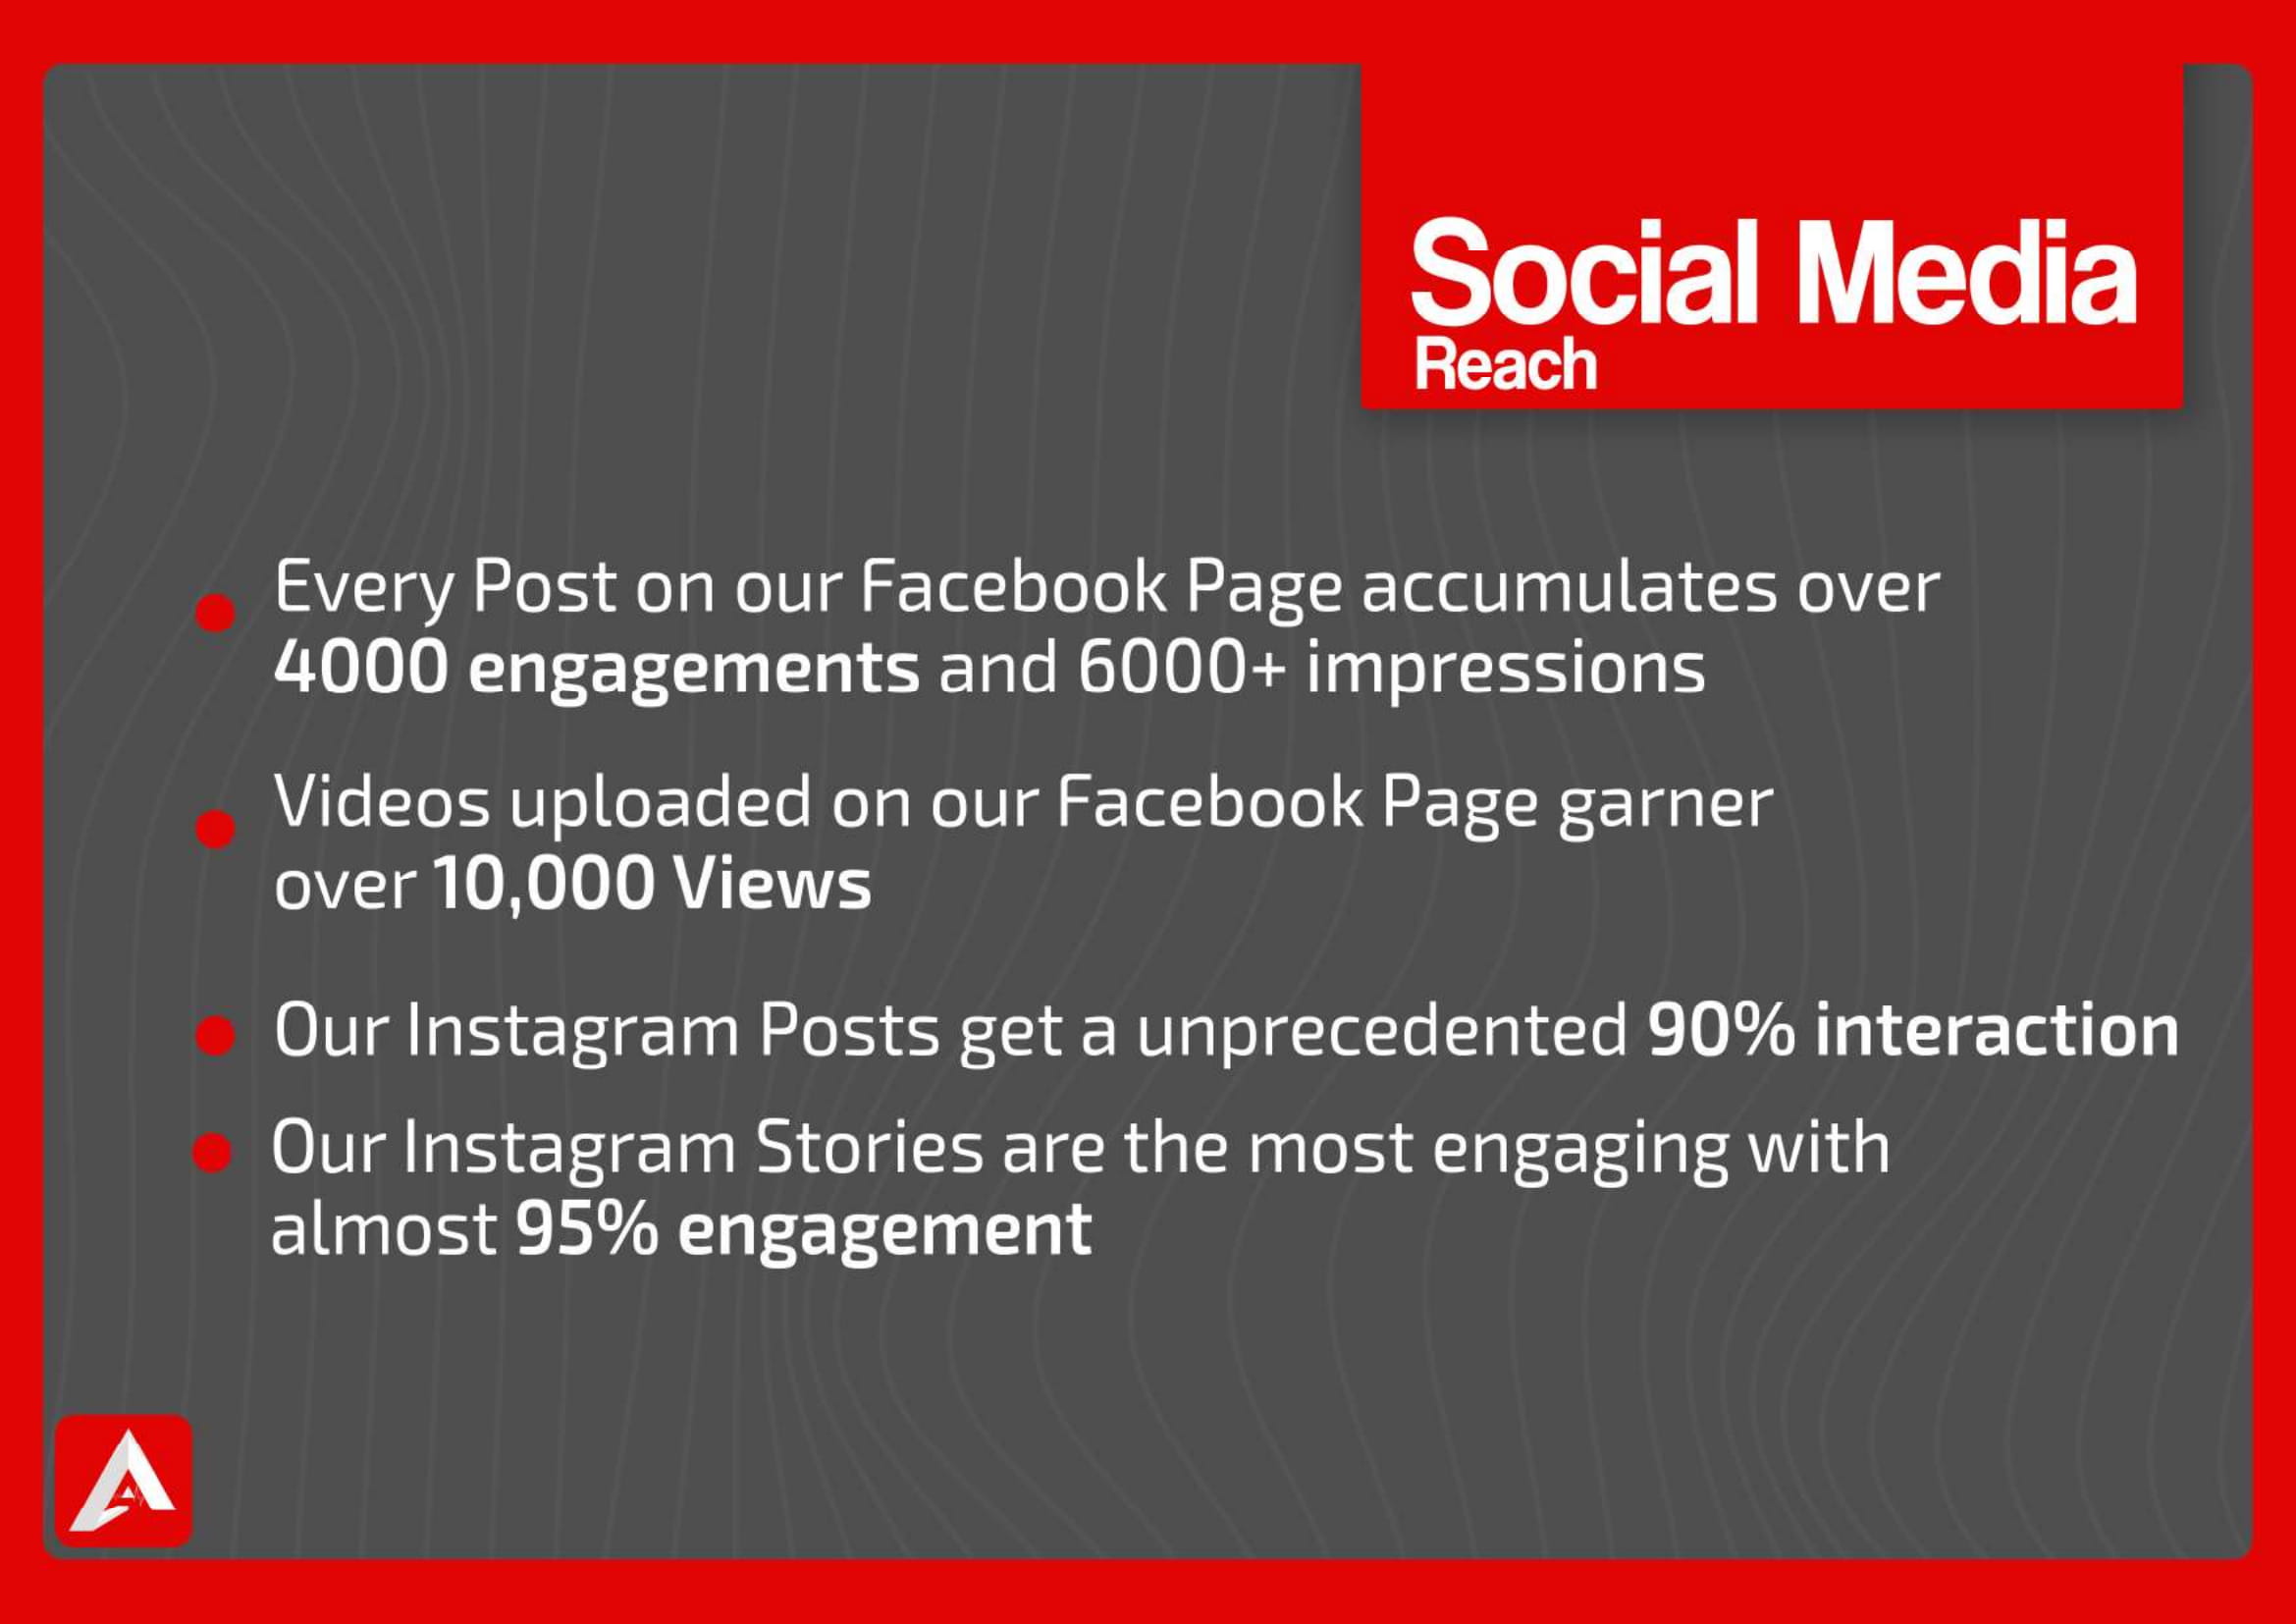 Social Media
Reach
Every Post on our Facebook Page accumulates over
4000 engagements and 6000+ impressions
Videos uploaded on our Facebook Page garner
over 10,000 Views
Our Instagram Posts get a unprecedented 90% interaction
Our Instagram Stories are the most engaging with
almost 95% engagement